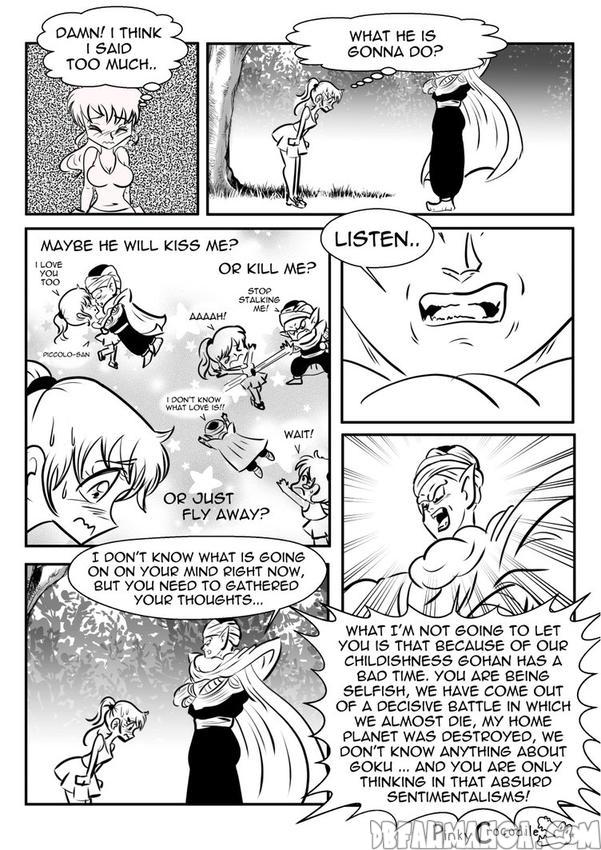 DAMN! I THINK
I SAID
TOO MUCH..
WHAT HE IS
GONNA DO?
MAYBE HE WILL KISS ME?
I LOVE
YOU
TOO
PICCOLO-SAN
OR KILL ME?
STOP
STALKING
ME!
AAAAH!
I DON'T KNOW
WHAT LOVE IS!!
WAIT!
OR JUST
FLY AWAY?
LISTEN..
I DON'T KNOW WHAT IS GOING
ON ON YOUR MIND RIGHT NOW,
BUT YOU NEED TO GATHERED
YOUR THOUGHTS...
WHAT I'M NOT GOING TO LET
YOU IS THAT BECAUSE OF OUR
CHILDISHNESS GOHAN HAS A
BAD TIME. YOU ARE BEING
SELFISH, WE HAVE COME OUT
OF A DECISIVE BATTLE IN WHICH
WE ALMOST DIE, MY HOME
PLANET WAS DESTROYED, WE
DON'T KNOW ANYTHING ABOUT
GOKU ... AND YOU ARE ONLY
THINKING IN THAT ABSURD
SENTIMENTALISMS!
Pinky Crocodile
DBFANMANGA.COM